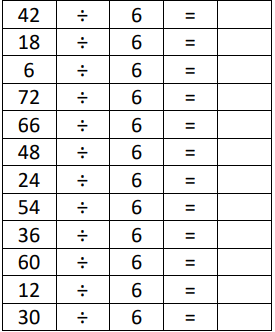 42 ÷ 6 =
18 ÷ 6 =
6 ÷ 6 =
72 ÷ 6 =
66 ÷ 6 =
48 ÷ 6 =
24 ÷ 6 =
54 ÷ 6 =
36 ÷ 6 =
60 ÷ 6 =
12 ÷ 6 =
30 ÷ 6 =